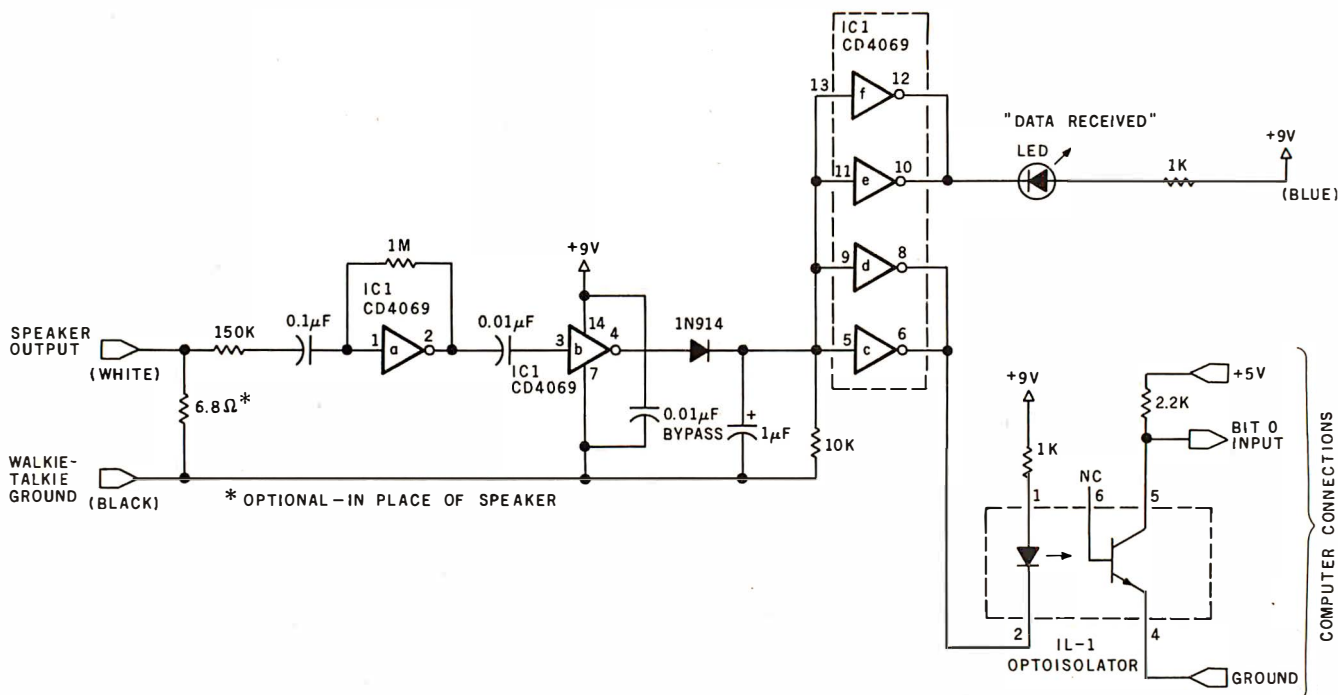 IC1
CD4069
13
f
12
11
e
10
9
d
8
5
c
6
"DATA RECEIVED"
LED
1K
+9V
(BLUE)
SPEAKER
OUTPUT
(WHITE)
150K
0.1µF
1M
IC1
CD4069
1
a
2
0.01µF
+9V
14
3
b
4
7
IC1
CD4069
0.01µF
BYPASS
1N914
+
1µF
10K
6.8Ω*
WALKIE-
TALKIE
GROUND
(BLACK)
* OPTIONAL – IN PLACE OF SPEAKER
+9V
1K
1
NC
6
5
2
4
IL-1
OPTOISOLATOR
+5V
2.2K
BIT 0
INPUT
GROUND
COMPUTER CONNECTIONS